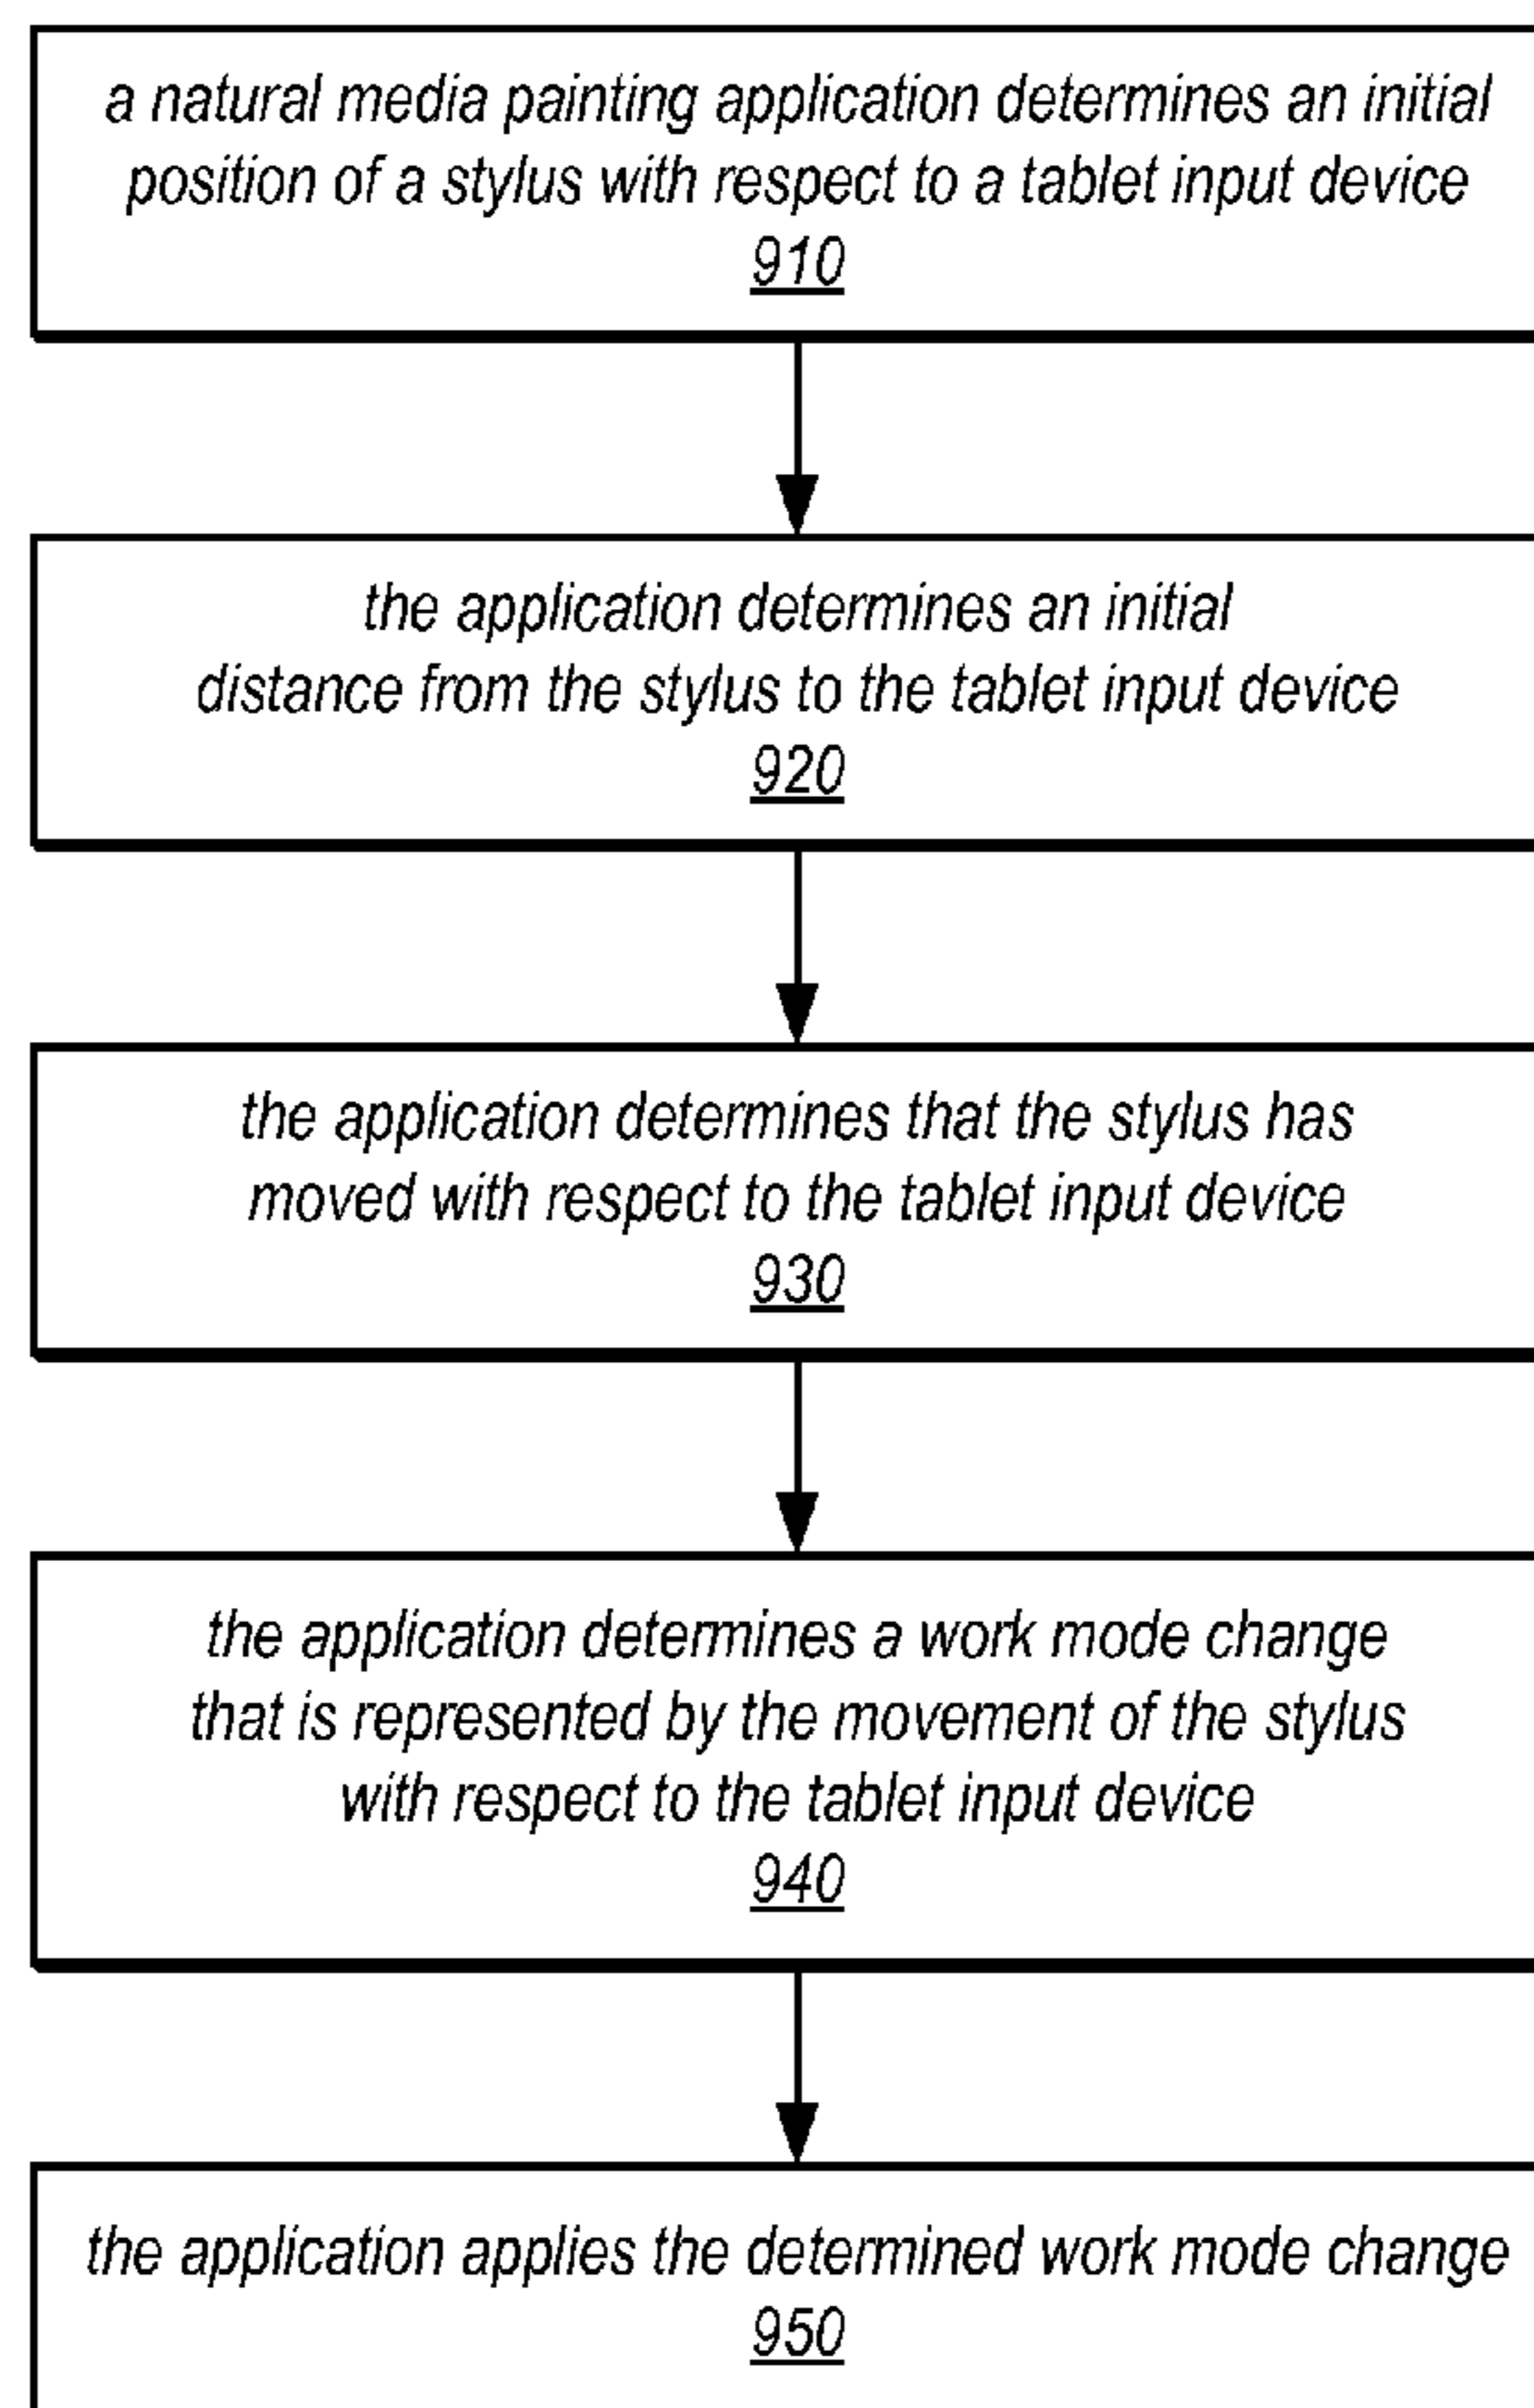 a natural media painting application determines an initial
position of a stylus with respect to a tablet input device
910
the application determines an initial
distance from the stylus to the tablet input device
920
the application determines that the stylus has
moved with respect to the tablet input device
930
the application determines a work mode change
that is represented by the movement of the stylus
with respect to the tablet input device
940
the application applies the determined work mode change
950